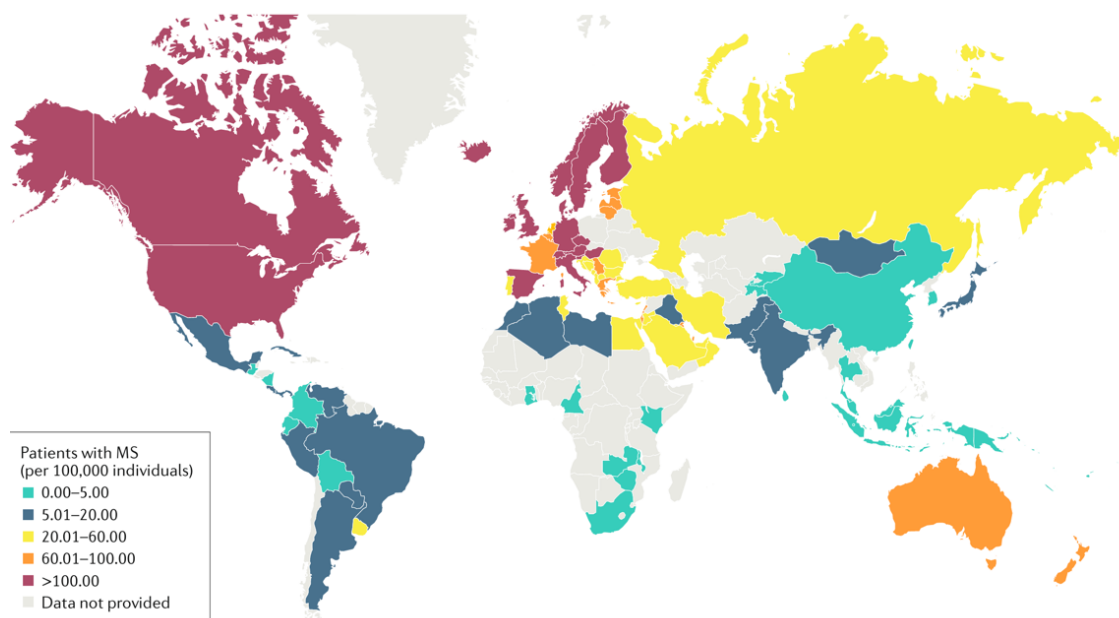 Patients with MS
(per 100,000 individuals)
0.00–5.00
5.01–20.00
20.01–60.00
60.01–100.00
>100.00
Data not provided